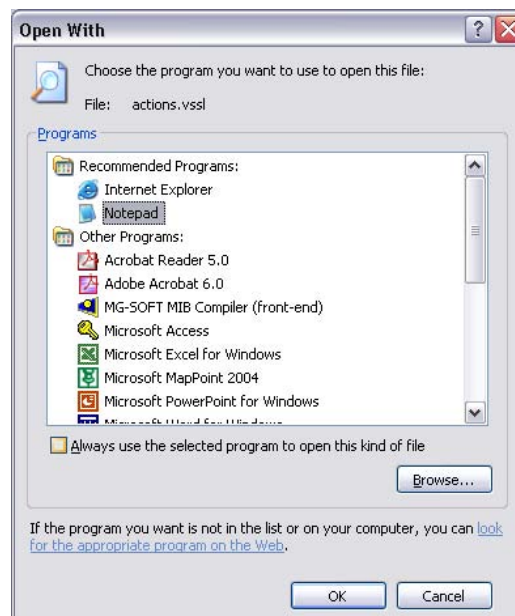 Open With
Choose the program you want to use to open this file:
File: actions.vssl
Programs
Recommended Programs:
Internet Explorer
Notepad
Other Programs:
Acrobat Reader 5.0
Adobe Acrobat 6.0
MG-SOFT MIB Compiler (front-end)
Microsoft Access
Microsoft Excel for Windows
Microsoft MapPoint 2004
Microsoft PowerPoint for Windows
Microsoft Word for Windows
Always use the selected program to open this kind of file
Browse...
If the program you want is not in the list or on your computer, you can look
for the appropriate program on the Web.
OK Cancel